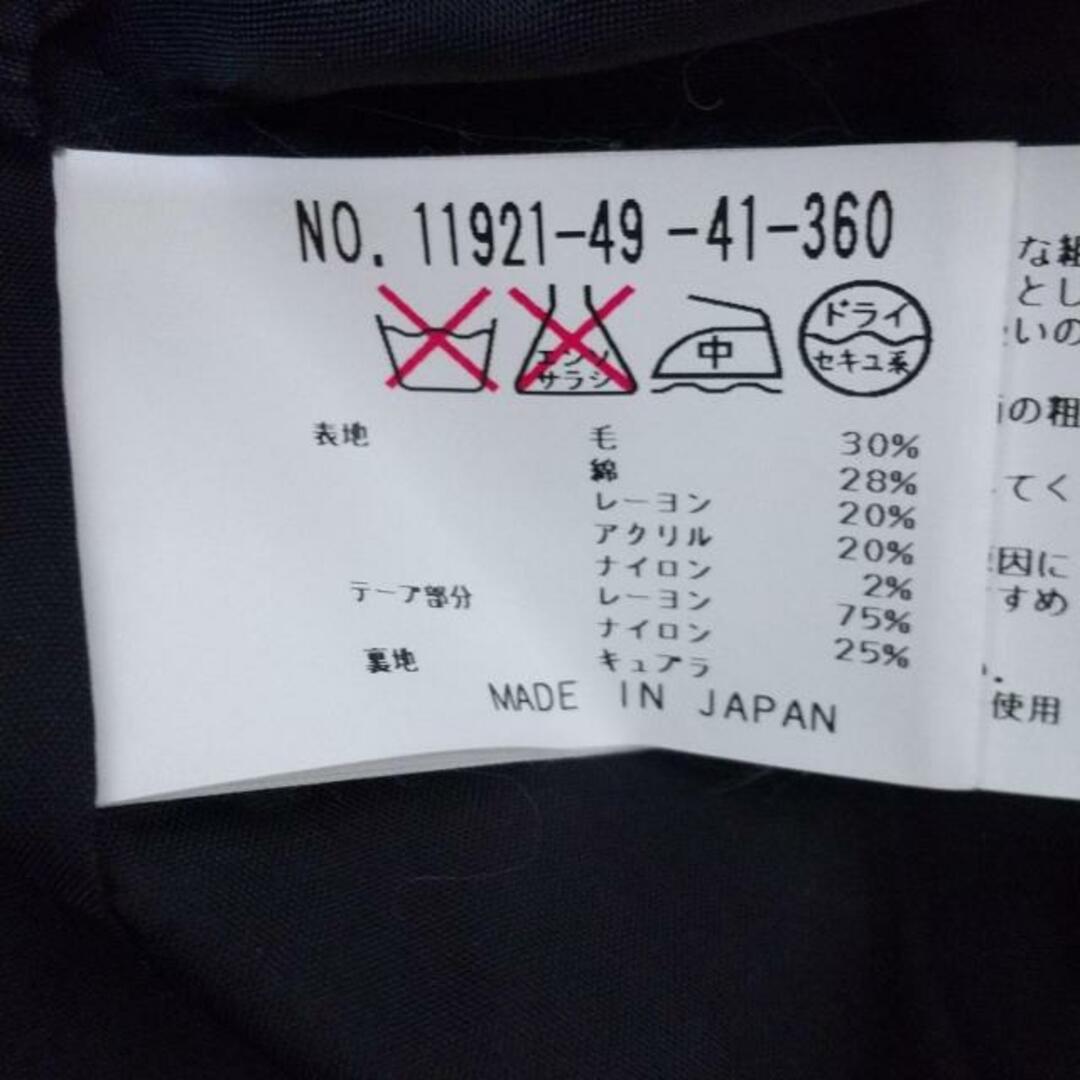 NO. 11921-49 -41-360
エンソ
サラシ
中
ドライ
セキユ系
表地 毛 30%
綿 28%
レーヨン 20%
アクリル 20%
ナイロン 2%
テープ部分 レーヨン 75%
ナイロン 25%
裏地 キュプラ
MADE IN JAPAN
とし
いの
の粗
てく
因に
すめ
使用